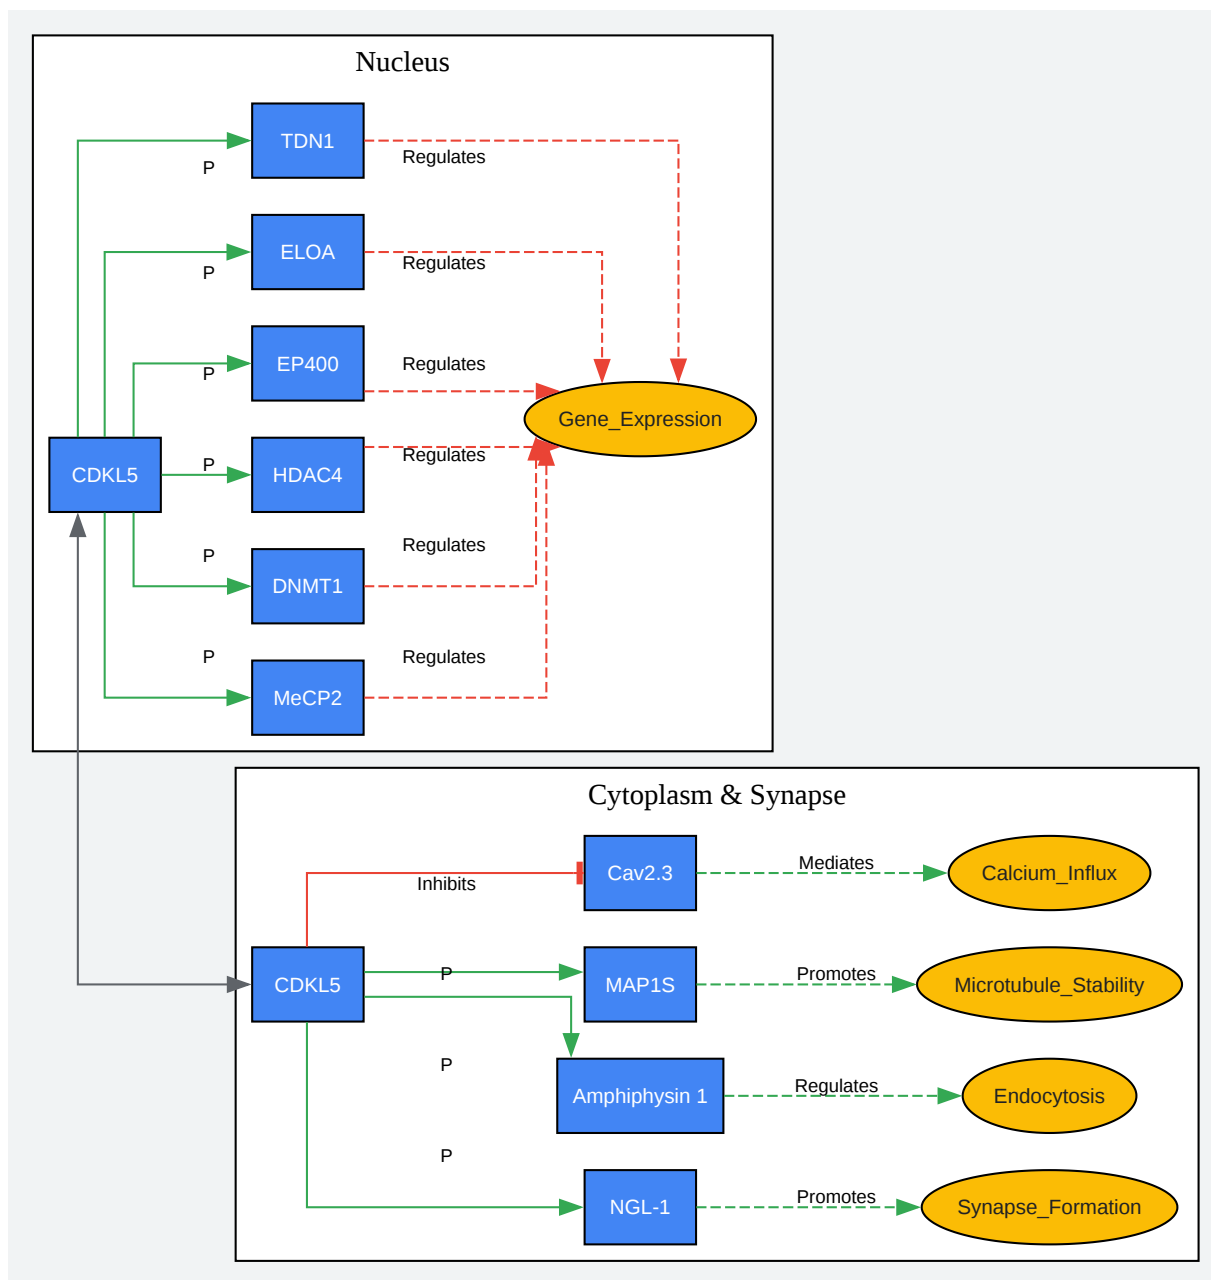 Nucleus
TDN1
Regulates
P
ELOA
Regulates
P
EP400
Regulates
P
Gene_Expression
CDKL5
P
HDAC4
Regulates
P
DNMT1
Regulates
P
MeCP2
Regulates
Cytoplasm & Synapse
Inhibits
Cav2.3
Mediates
Calcium_Influx
CDKL5
P
MAP1S
Promotes
Microtubule_Stability
P
Amphiphysin 1
Regulates
Endocytosis
P
NGL-1
Promotes
Synapse_Formation